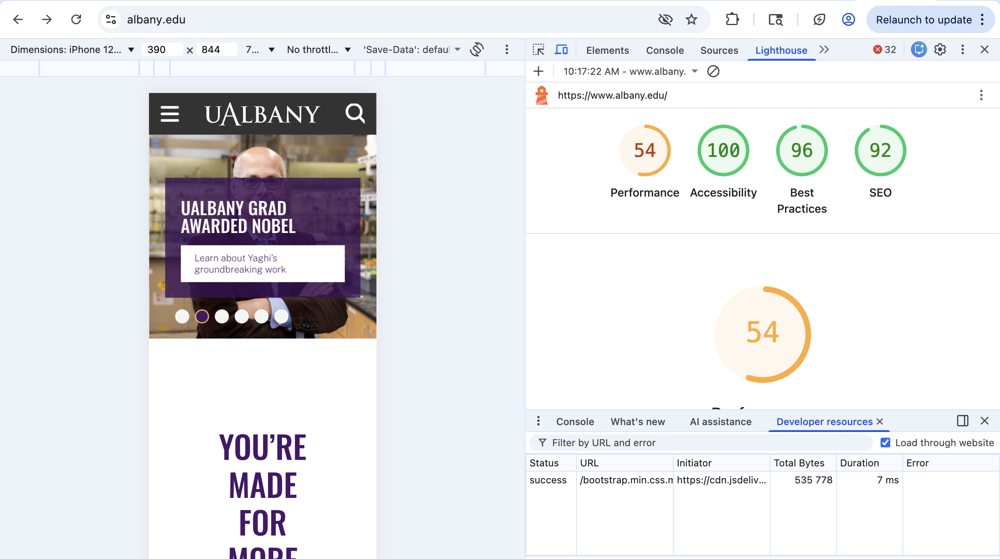 albany.edu
Relaunch to update
Dimensions: iPhone 12... 390 × 844 7... No throttl... 'Save-Data': defaul
Elements Console Sources Lighthouse 32
10:17:22 AM - www.albany.
https://www.albany.edu/
54 100 96 92
Performance Accessibility Best Practices SEO
54
UALBANY
UALBANY GRAD
AWARDED NOBEL
Learn about Yaghi’s
groundbreaking work
YOU’RE
MADE
FOR
MORE
Console What's new AI assistance Developer resources
Filter by URL and error Load through website
Status URL Initiator Total Bytes Duration Error
success /bootstrap.min.css.m https://cdn.jsdeliv... 535 778 7 ms